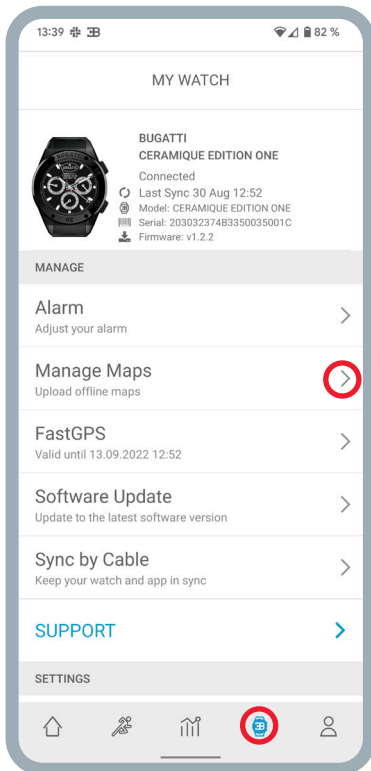 13:39
82 %
MY WATCH
BUGATTI
CERAMIQUE EDITION ONE
Connected
Last Sync 30 Aug 12:52
Model: CERAMIQUE EDITION ONE
Serial: 203032374B3350035001C
Firmware: v1.2.2
MANAGE
Alarm
Adjust your alarm
Manage Maps
Upload offline maps
FastGPS
Valid until 13.09.2022 12:52
Software Update
Update to the latest software version
Sync by Cable
Keep your watch and app in sync
SUPPORT
SETTINGS